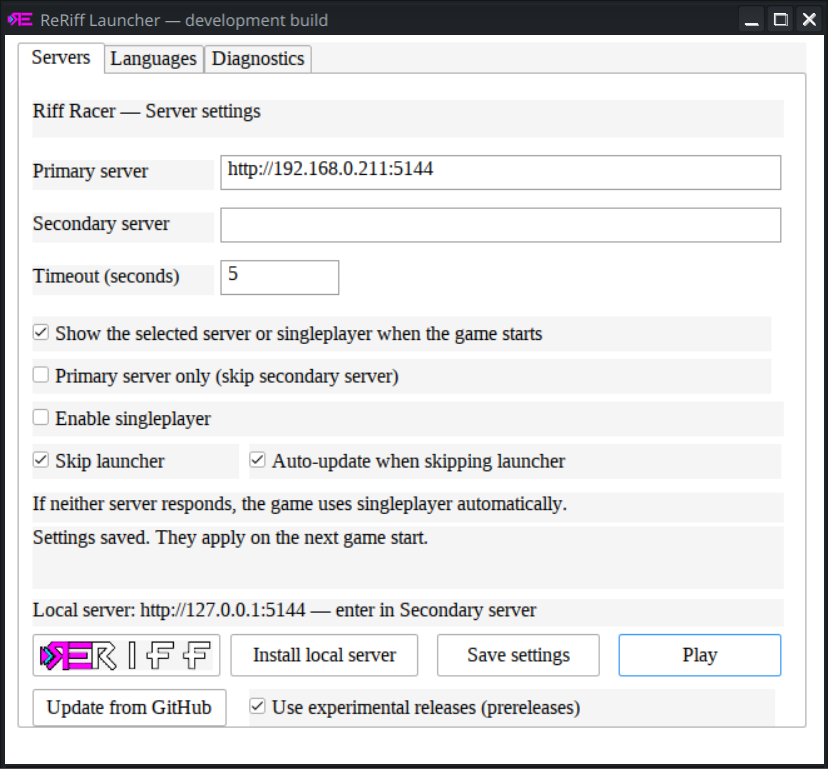 RE ReRiff Launcher — development build
Servers Languages Diagnostics
Riff Racer — Server settings
Primary server http://192.168.0.211:5144
Secondary server
Timeout (seconds) 5
Show the selected server or singleplayer when the game starts
Primary server only (skip secondary server)
Enable singleplayer
Skip launcher Auto-update when skipping launcher
If neither server responds, the game uses singleplayer automatically.
Settings saved. They apply on the next game start.
Local server: http://127.0.0.1:5144 — enter in Secondary server
RERIFF Install local server Save settings Play
Update from GitHub Use experimental releases (prereleases)